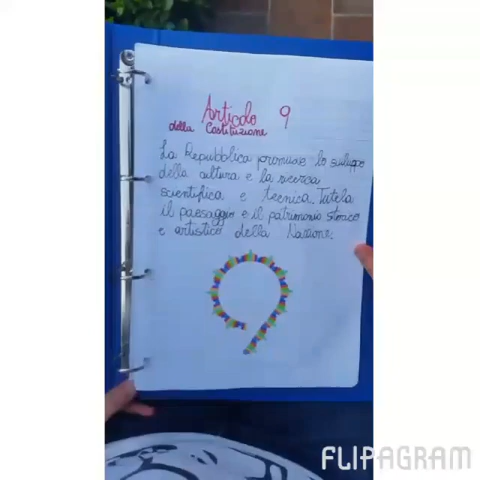 Articolo 9
della Costituzione
La Repubblica promuove lo sviluppo
della cultura e la ricerca
scientifica e tecnica. Tutela
il paesaggio e il patrimonio storico
e artistico della Nazione.
FLIPAGRAM